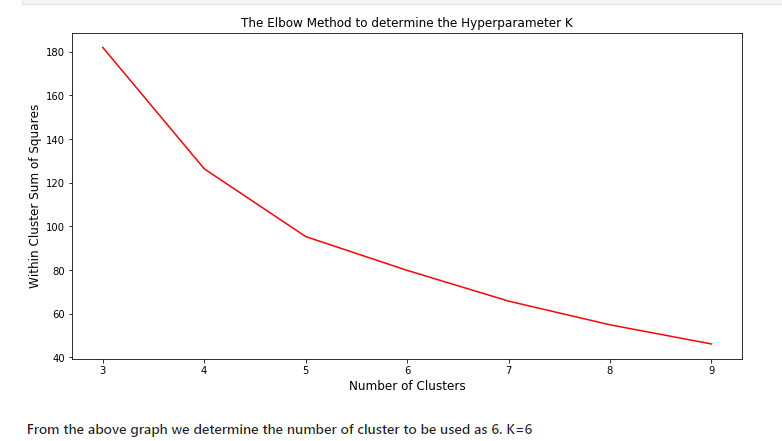 The Elbow Method to determine the Hyperparameter K
180
160
140
120
100
80
60
40
Within Cluster Sum of Squares
3 4 5 6 7 8 9
Number of Clusters
From the above graph we determine the number of cluster to be used as 6. K=6